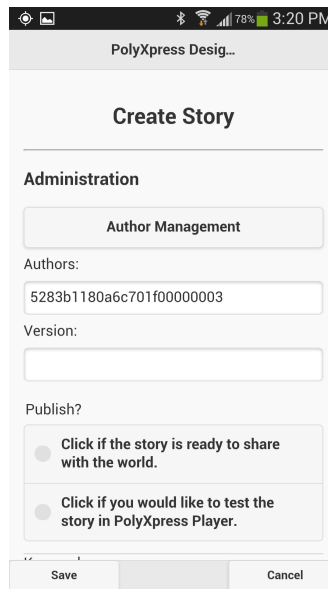 78% 3:20 PM
PolyXpress Desig...
Create Story
Administration
Author Management
Authors:
5283b1180a6c701f00000003
Version:
Publish?
Click if the story is ready to share
with the world.
Click if you would like to test the
story in PolyXpress Player.
Save
Cancel